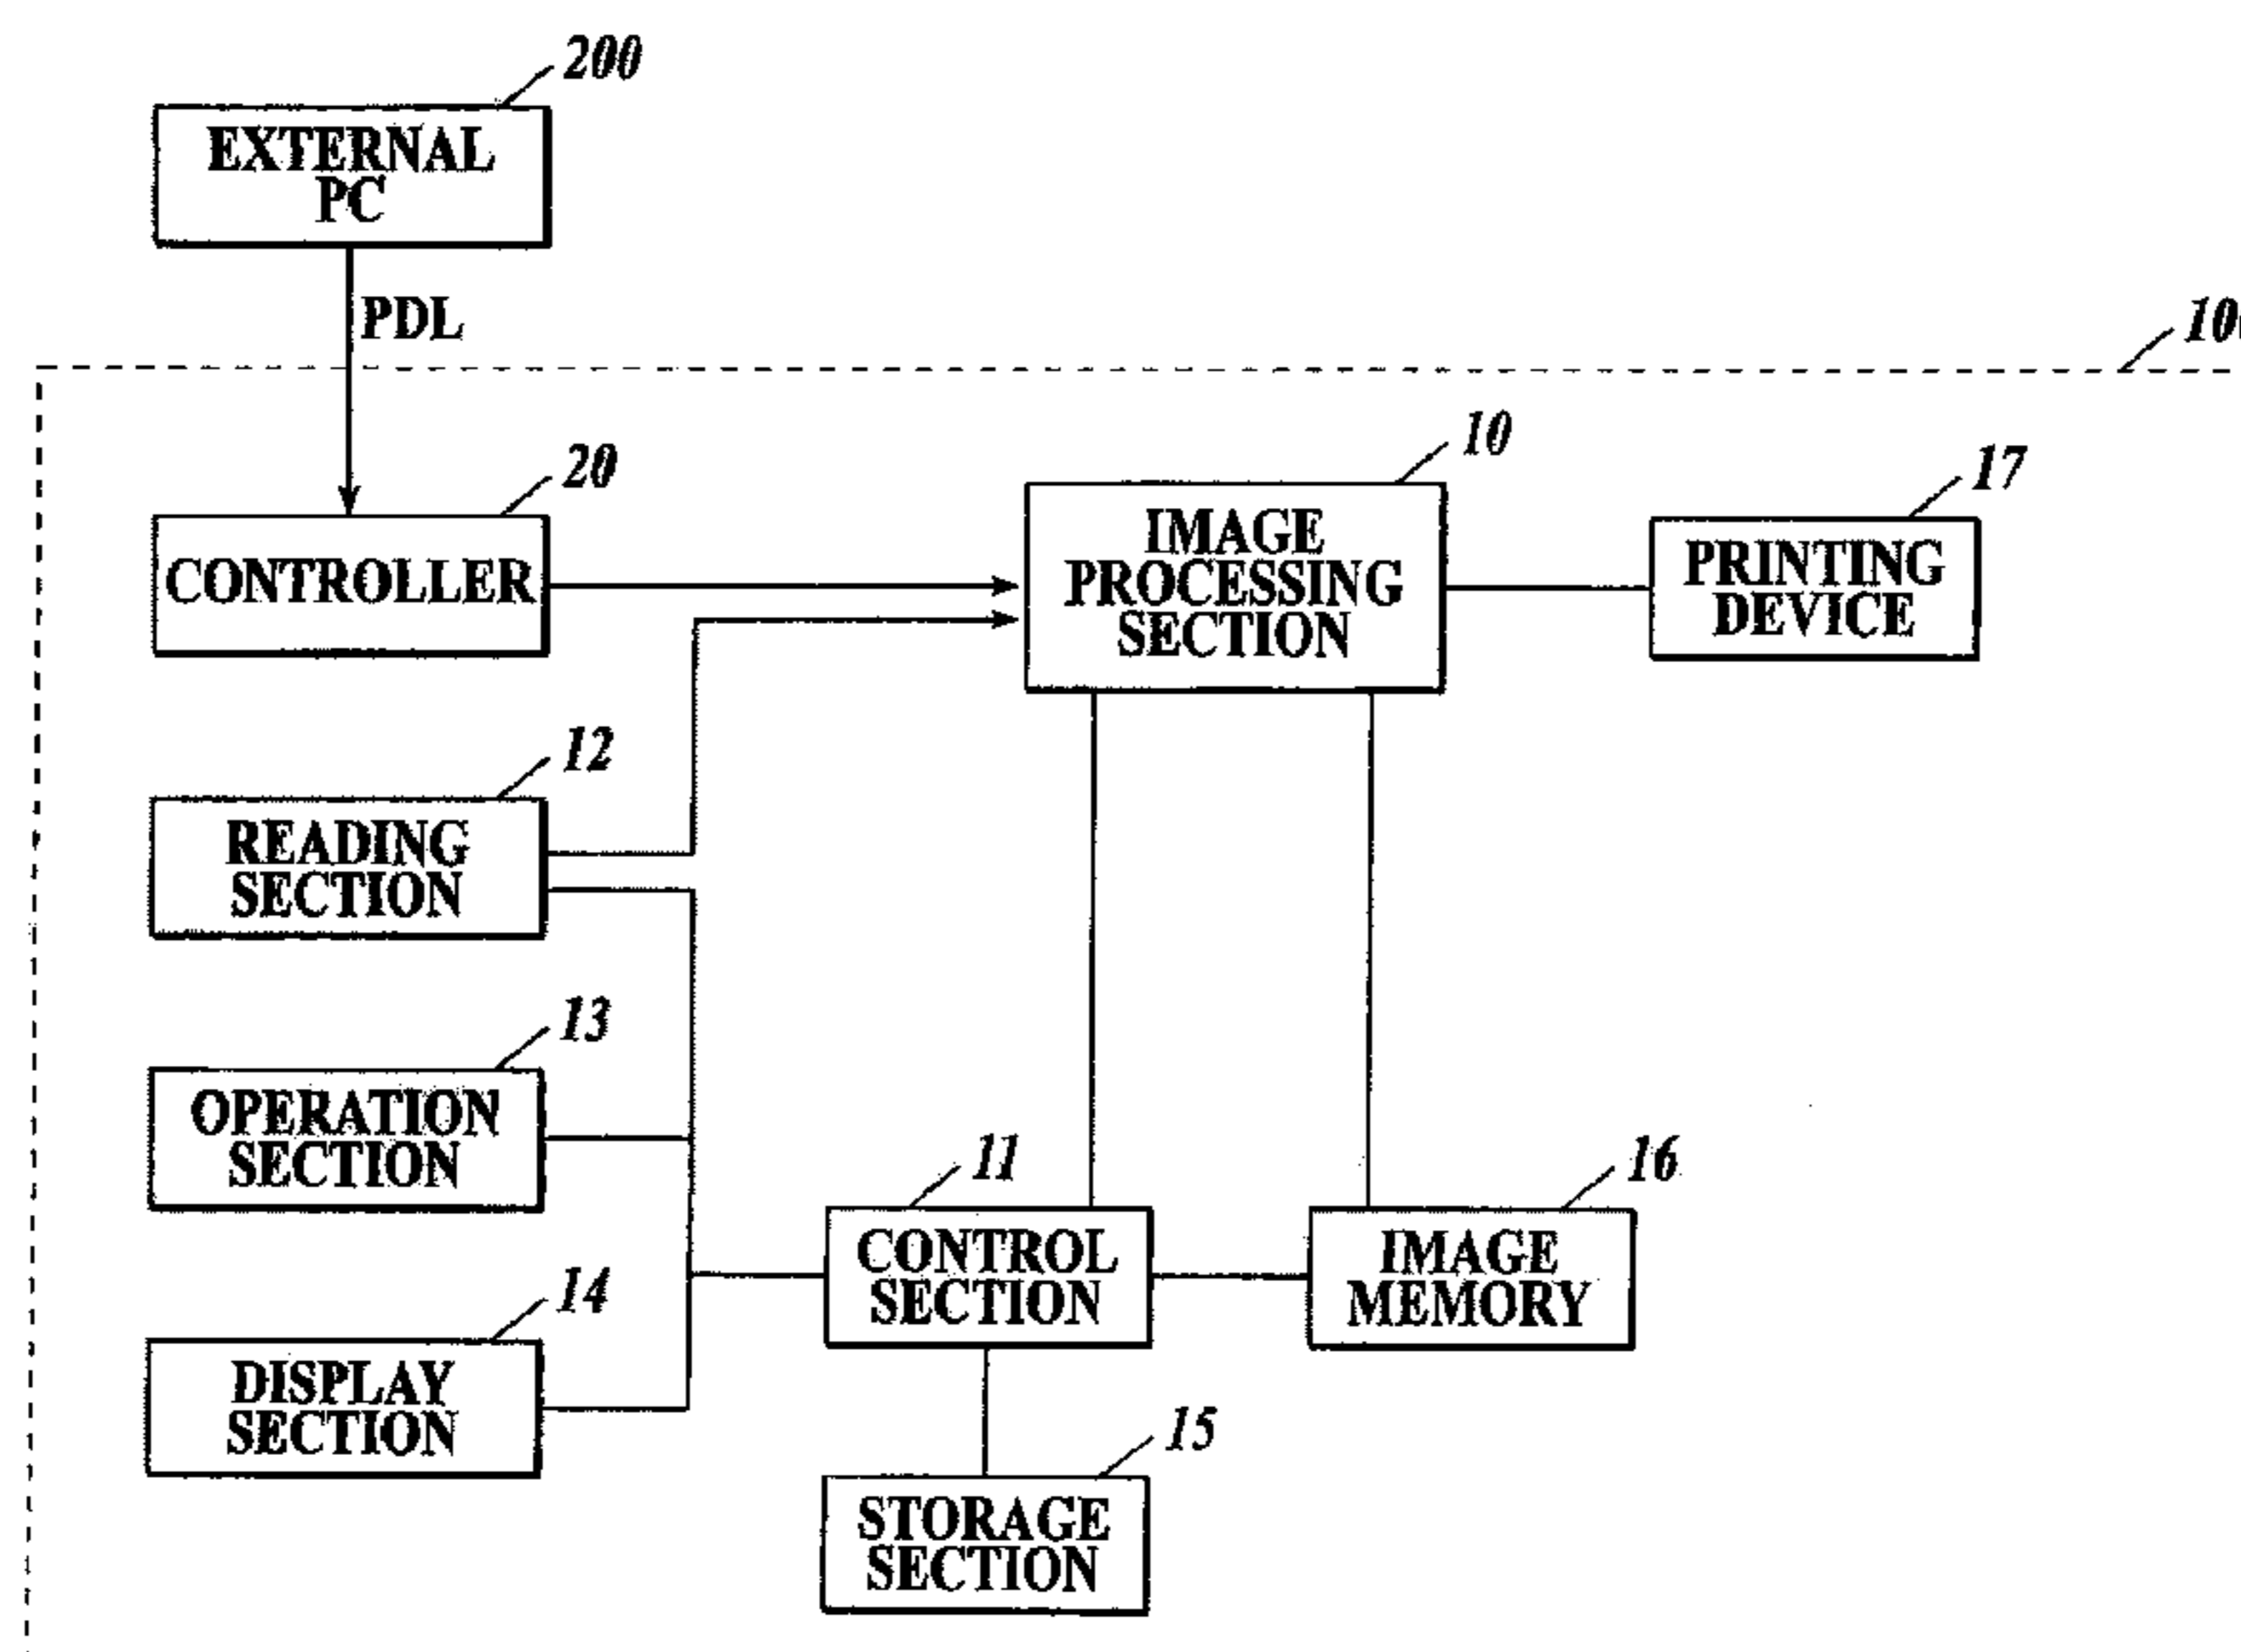 200
EXTERNAL
PC
PDL
10
20
CONTROLLER
10
IMAGE
PROCESSING
SECTION
17
PRINTING
DEVICE
12
READING
SECTION
13
OPERATION
SECTION
11
CONTROL
SECTION
16
IMAGE
MEMORY
14
DISPLAY
SECTION
15
STORAGE
SECTION